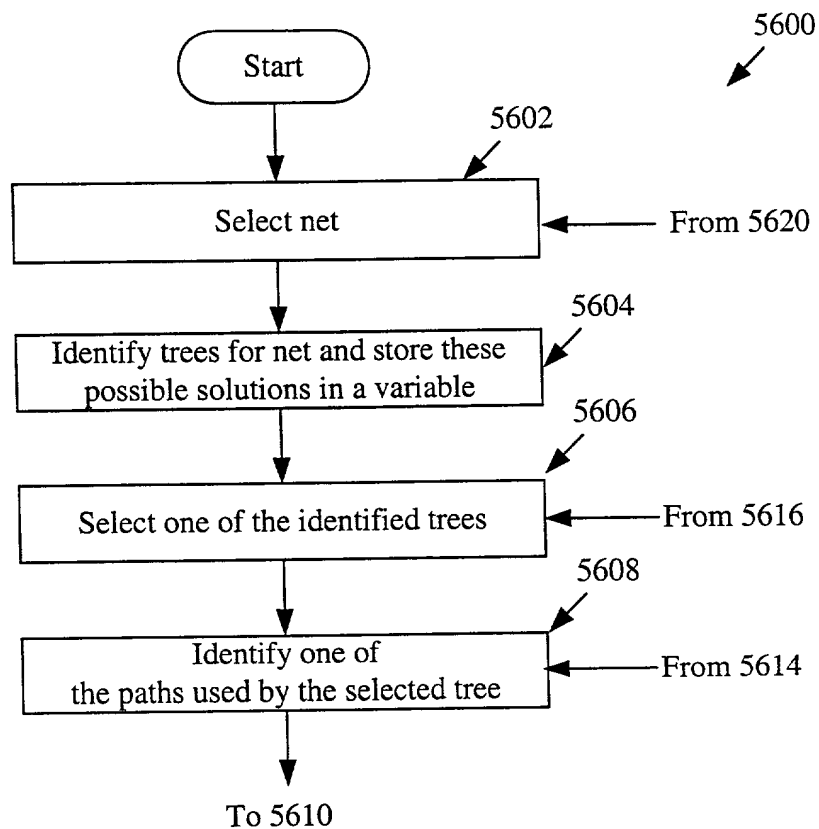 5600
Start
5602
Select net
From 5620
5604
Identify trees for net and store these
possible solutions in a variable
5606
Select one of the identified trees
From 5616
5608
Identify one of
the paths used by the selected tree
From 5614
To 5610